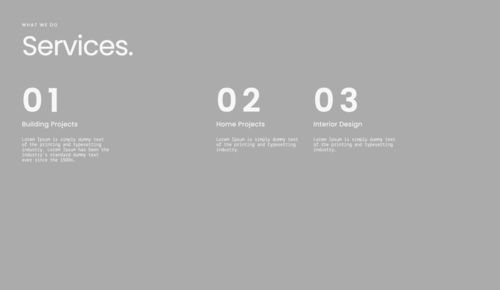 WHAT WE DO
Services.
01
Building Projects
Lorem Ipsum is simply dummy text
of the printing and typesetting
industry. Lorem Ipsum has been the
industry's standard dummy text
ever since the 1500s.
02
Home Projects
Lorem Ipsum is simply dummy text
of the printing and typesetting
industry.
03
Interior Design
Lorem Ipsum is simply dummy text
of the printing and typesetting
industry.